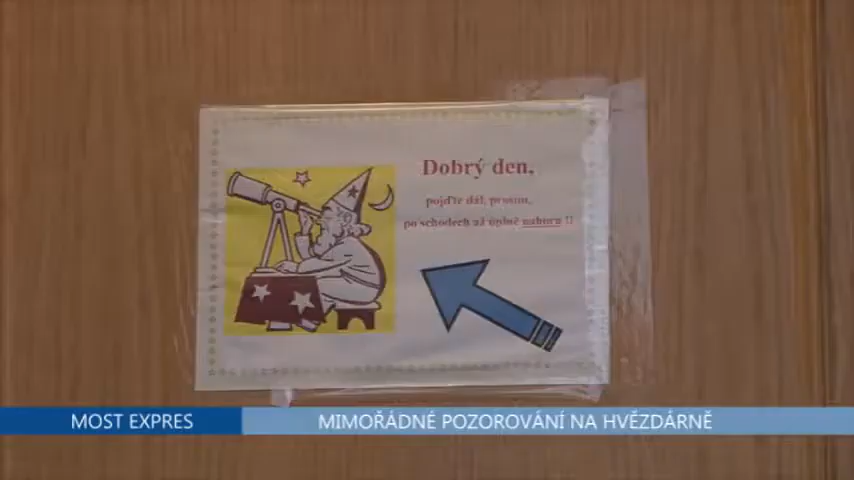 Dobrý den,
pojďte dál, prosím,
po schodech až úplně nahoru !!
MOST EXPRES
MIMOŘÁDNÉ POZOROVÁNÍ NA HVĚZDÁRNĚ